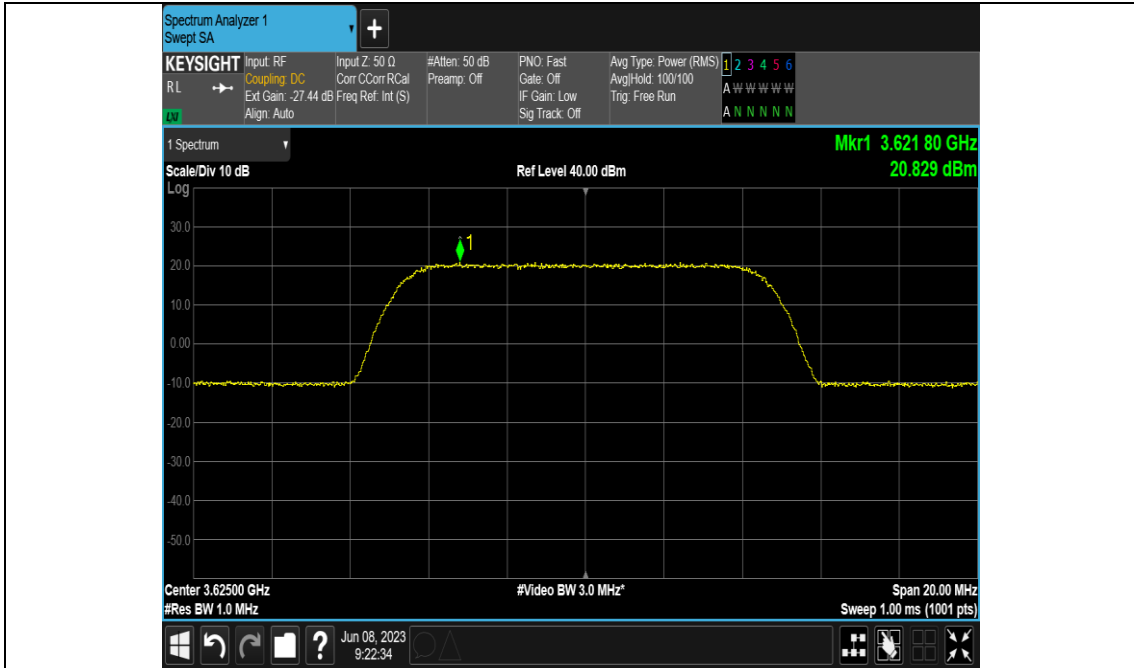 Spectrum Analyzer 1
Swept SA
+
KEYSIGHT
RL
LXI
Input: RF
Coupling: DC
Ext Gain: -27.44 dB
Align: Auto
Input Z: 50 Ω
Corr CCorr RCal
Freq Ref: Int (S)
#Atten: 50 dB
Preamp: Off
PNO: Fast
Gate: Off
IF Gain: Low
Sig Track: Off
Avg Type: Power (RMS)
Avg|Hold: 100/100
Trig: Free Run
1 2 3 4 5 6
A W W W W W
A N N N N N
1 Spectrum
Mkr1 3.621 80 GHz
20.829 dBm
Scale/Div 10 dB
Ref Level 40.00 dBm
Log
30.0
20.0
10.0
0.00
-10.0
-20.0
-30.0
-40.0
-50.0
1
Center 3.62500 GHz
#Video BW 3.0 MHz*
Span 20.00 MHz
#Res BW 1.0 MHz
Sweep 1.00 ms (1001 pts)
?
Jun 08, 2023
9:22:34